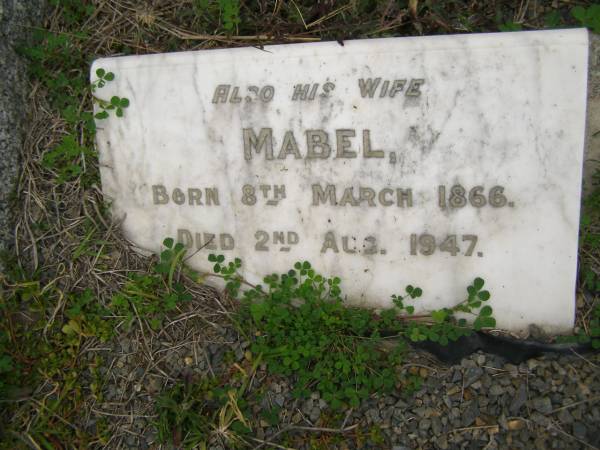 ALSO HIS WIFE
MABEL,
BORN 8TH MARCH 1866.
DIED 2ND AUG. 1947.